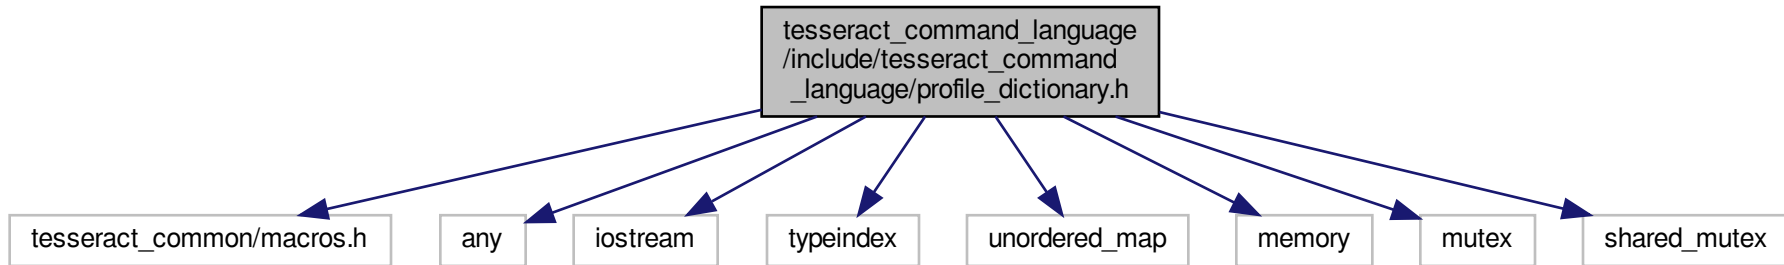 tesseract_command_language
/include/tesseract_command
_language/profile_dictionary.h
tesseract_common/macros.h
any
iostream
typeindex
unordered_map
memory
mutex
shared_mutex